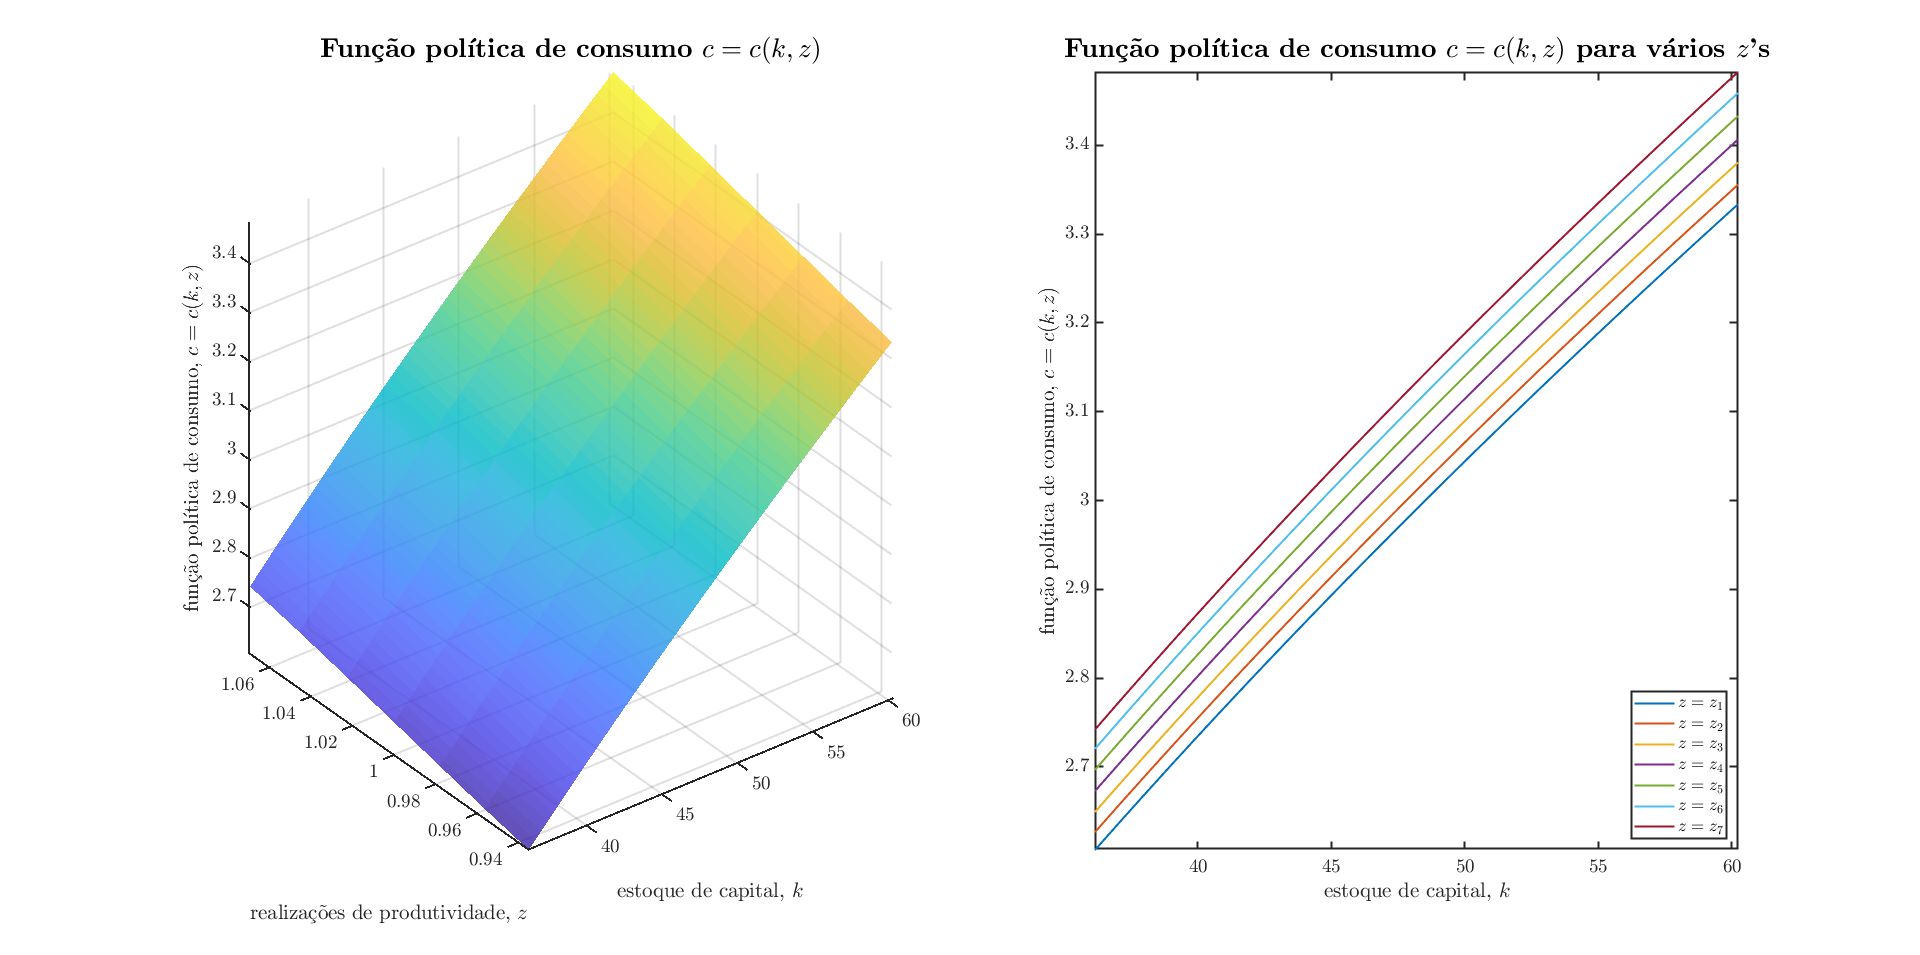 Função política de consumo c = c(k, z)
função política de consumo, c = c(k, z)
3.4
3.3
3.2
3.1
3
2.9
2.8
2.7
1.06
1.04
1.02
1
0.98
0.96
0.94
realizações de produtividade, z
40
45
50
55
60
estoque de capital, k
Função política de consumo c = c(k, z) para vários z's
função política de consumo, c = c(k, z)
3.4
3.3
3.2
3.1
3
2.9
2.8
2.7
z = z₁
z = z₂
z = z₃
z = z₄
z = z₅
z = z₆
z = z₇
40
45
50
55
60
estoque de capital, k